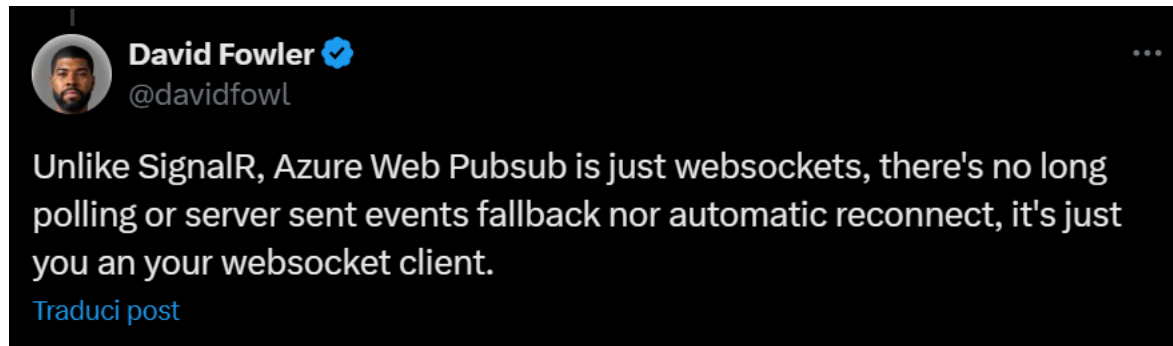 David Fowler
@davidfowl
Unlike SignalR, Azure Web Pubsub is just websockets, there's no long
polling or server sent events fallback nor automatic reconnect, it's just
you an your websocket client.
Traduci post